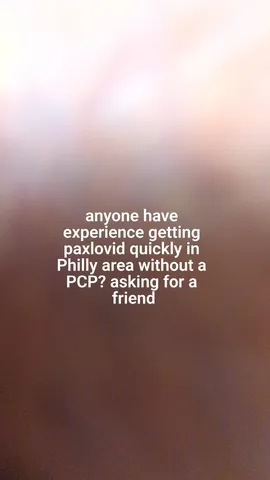 anyone have
experience getting
paxlovid quickly in
Philly area without a
PCP? asking for a
friend